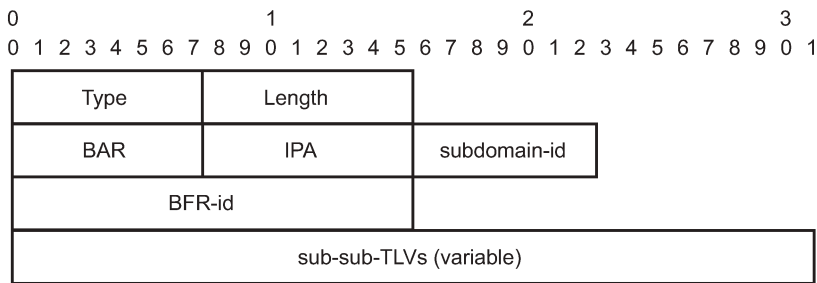 0 1 2 3
0 1 2 3 4 5 6 7 8 9 0 1 2 3 4 5 6 7 8 9 0 1 2 3 4 5 6 7 8 9 0 1
Type Length
BAR IPA subdomain-id
BFR-id
sub-sub-TLVs (variable)